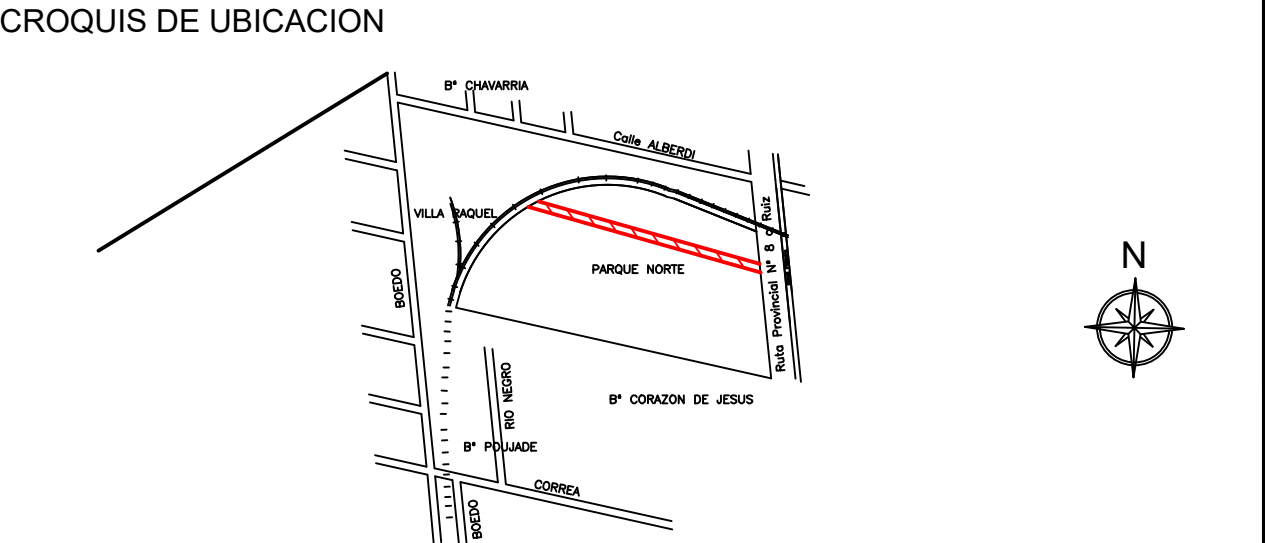 CROQUIS DE UBICACION
Bº CHAVARRIA
Calle ALBERDI
VILLA RAQUEL
N
PARQUE NORTE
BOEDO
Ruta Provincial Nº 8 o Ruiz
RIO NEGRO
Bº CORAZON DE JESUS
Bº POUJADE
CORREA
BOEDO